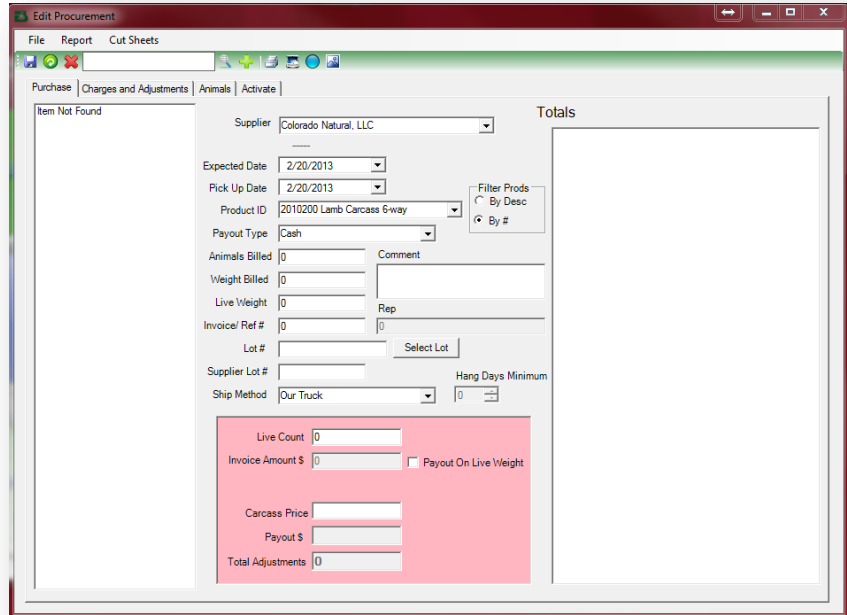 Edit Procurement
File Report Cut Sheets
Purchase Charges and Adjustments Animals Activate
Item Not Found
Totals
Supplier Colorado Natural, LLC
-----
Expected Date 2/20/2013
Pick Up Date 2/20/2013
Filter Prods
By Desc
By #
Product ID 2010200 Lamb Carcass 6-way
Payout Type Cash
Animals Billed 0
Comment
Weight Billed 0
Live Weight 0
Rep
Invoice/ Ref # 0
0
Lot #
Select Lot
Supplier Lot #
Hang Days Minimum
Ship Method Our Truck
0
Live Count 0
Invoice Amount $ 0
Payout On Live Weight
Carcass Price
Payout $
Total Adjustments 0